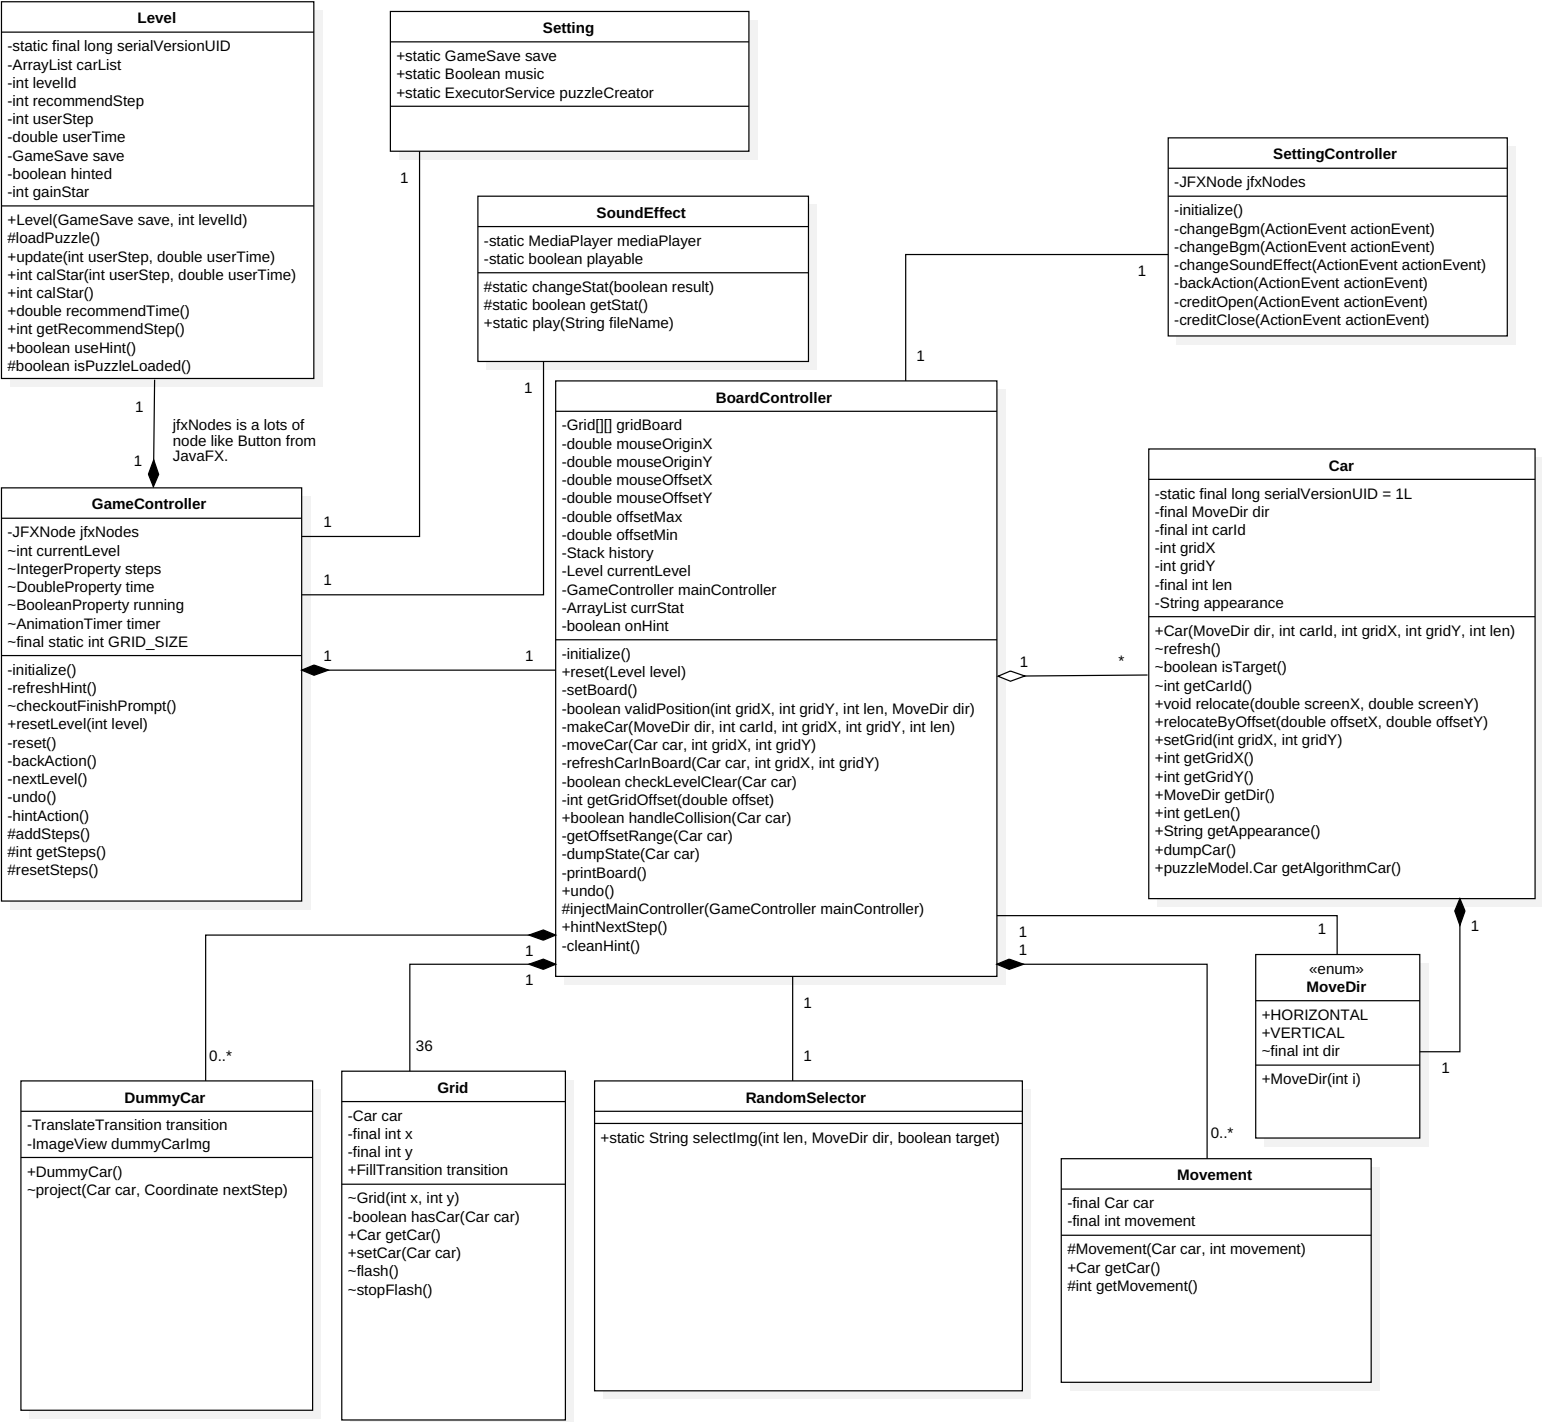 Level
-static final long serialVersionUID
-ArrayList carList
-int levelId
-int recommendStep
-int userStep
-double userTime
-GameSave save
-boolean hinted
-int gainStar
+Level(GameSave save, int levelId)
#loadPuzzle()
+update(int userStep, double userTime)
+int calStar(int userStep, double userTime)
+int calStar()
+double recommendTime()
+int getRecommendStep()
+boolean useHint()
#boolean isPuzzleLoaded()
Setting
+static GameSave save
+static Boolean music
+static ExecutorService puzzleCreator
1
SoundEffect
-static MediaPlayer mediaPlayer
-static boolean playable
#static changeStat(boolean result)
#static boolean getStat()
+static play(String fileName)
1
SettingController
-JFXNode jfxNodes
-initialize()
-changeBgm(ActionEvent actionEvent)
-changeBgm(ActionEvent actionEvent)
-changeSoundEffect(ActionEvent actionEvent)
-backAction(ActionEvent actionEvent)
-creditOpen(ActionEvent actionEvent)
-creditClose(ActionEvent actionEvent)
1
1
1
jfxNodes is a lots of
node like Button from
JavaFX.
1
GameController
-JFXNode jfxNodes
~int currentLevel
~IntegerProperty steps
~DoubleProperty time
~BooleanProperty running
~AnimationTimer timer
~final static int GRID_SIZE
-initialize()
-refreshHint()
~checkoutFinishPrompt()
+resetLevel(int level)
-reset()
-backAction()
-nextLevel()
-undo()
-hintAction()
#addSteps()
#int getSteps()
#resetSteps()
1
1
1
1
BoardController
-Grid[][] gridBoard
-double mouseOriginX
-double mouseOriginY
-double mouseOffsetX
-double mouseOffsetY
-double offsetMax
-double offsetMin
-Stack history
-Level currentLevel
-GameController mainController
-ArrayList currStat
-boolean onHint
-initialize()
+reset(Level level)
-setBoard()
-boolean validPosition(int gridX, int gridY, int len, MoveDir dir)
-makeCar(MoveDir dir, int carId, int gridX, int gridY, int len)
-moveCar(Car car, int gridX, int gridY)
-refreshCarInBoard(Car car, int gridX, int gridY)
-boolean checkLevelClear(Car car)
-int getGridOffset(double offset)
+boolean handleCollision(Car car)
-getOffsetRange(Car car)
-dumpState(Car car)
-printBoard()
+undo()
#injectMainController(GameController mainController)
+hintNextStep()
-cleanHint()
1
*
Car
-static final long serialVersionUID = 1L
-final MoveDir dir
-final int carId
-int gridX
-int gridY
-final int len
-String appearance
+Car(MoveDir dir, int carId, int gridX, int gridY, int len)
~refresh()
~boolean isTarget()
~int getCarId()
+void relocate(double screenX, double screenY)
+relocateByOffset(double offsetX, double offsetY)
+setGrid(int gridX, int gridY)
+int getGridX()
+int getGridY()
+MoveDir getDir()
+int getLen()
+String getAppearance()
+dumpCar()
+puzzleModel.Car getAlgorithmCar()
1
1
1
1
1
1
1
1
1
«enum»
MoveDir
+HORIZONTAL
+VERTICAL
~final int dir
+MoveDir(int i)
0..*
36
0..*
DummyCar
-TranslateTransition transition
-ImageView dummyCarImg
+DummyCar()
~project(Car car, Coordinate nextStep)
Grid
-Car car
-final int x
-final int y
+FillTransition transition
~Grid(int x, int y)
-boolean hasCar(Car car)
+Car getCar()
+setCar(Car car)
~flash()
~stopFlash()
RandomSelector
+static String selectImg(int len, MoveDir dir, boolean target)
Movement
-final Car car
-final int movement
#Movement(Car car, int movement)
+Car getCar()
#int getMovement()